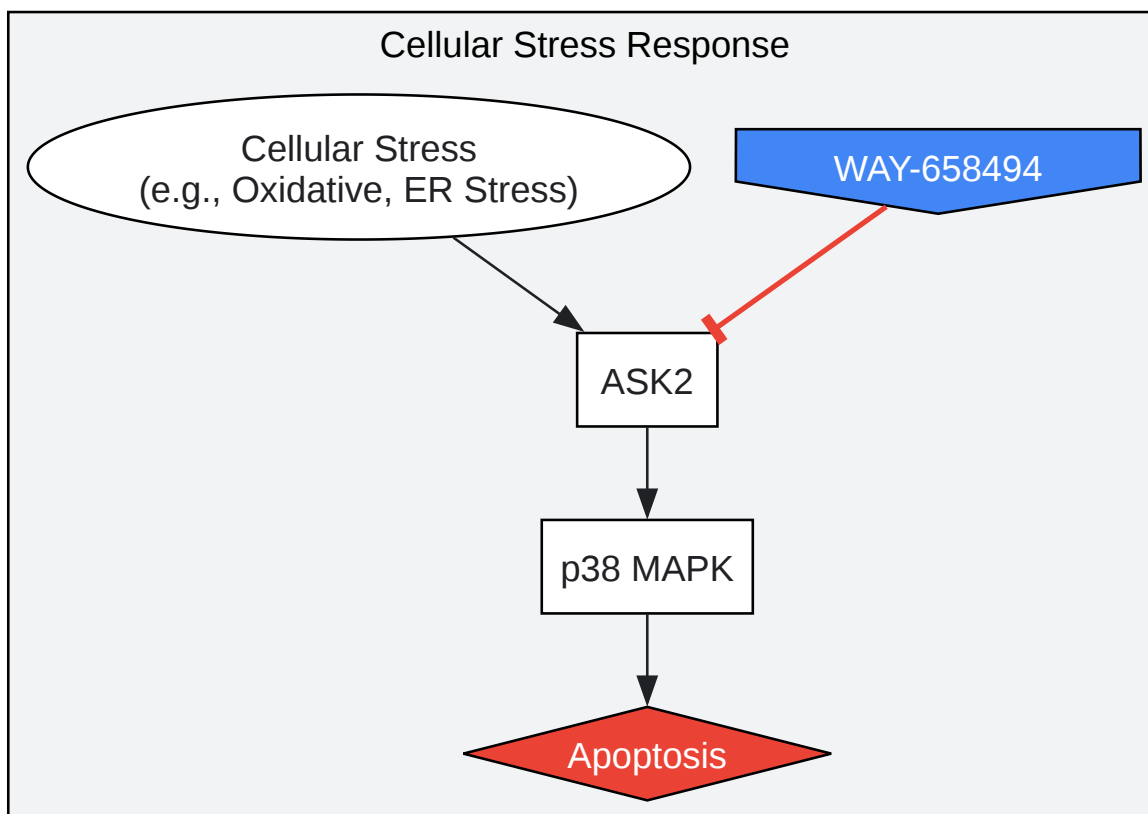 Cellular Stress Response
Cellular Stress
(e.g., Oxidative, ER Stress)
WAY-658494
ASK2
p38 MAPK
Apoptosis